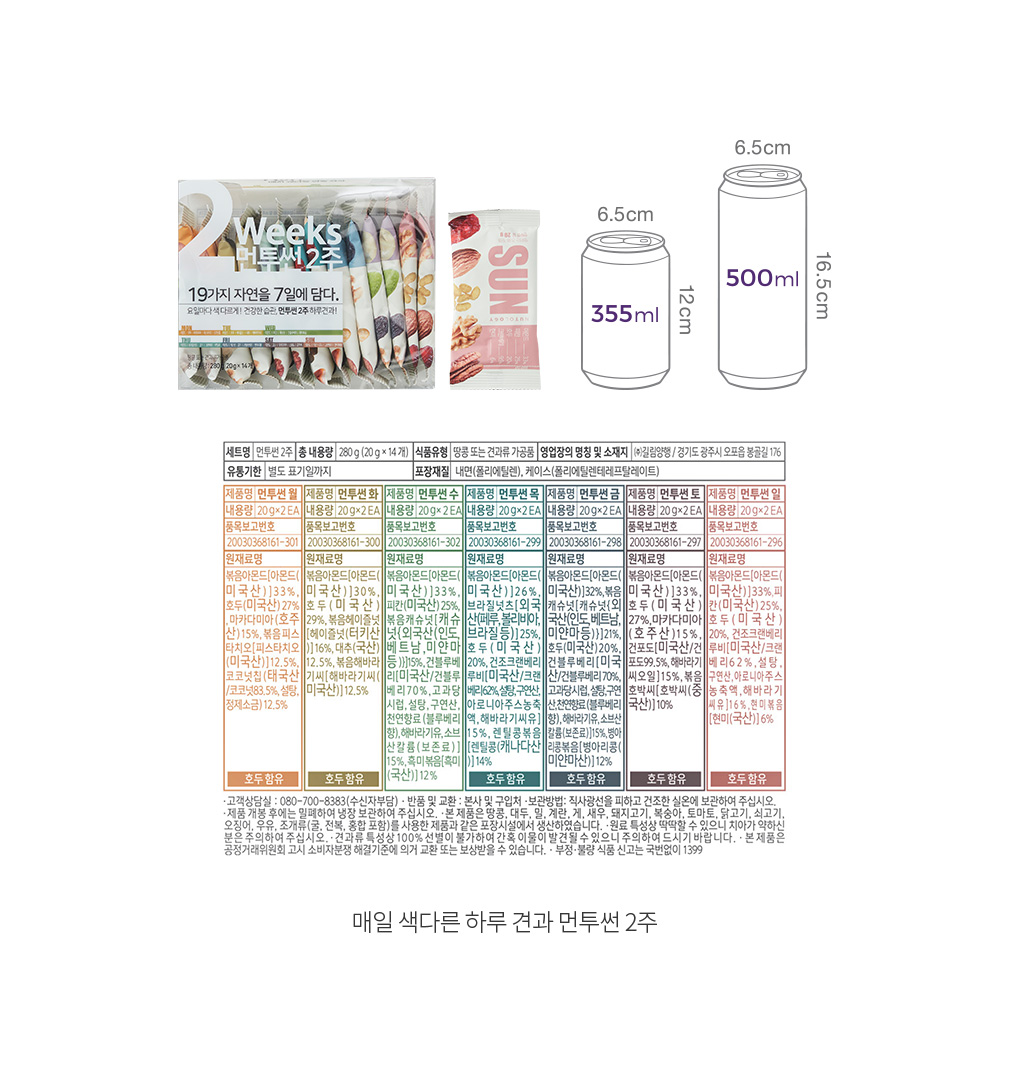 2
Weeks
먼투썬 2주
19가지 자연을 7일에 담다.
요일마다 색다르게! 건강한 습관, 먼투썬 2주 하루견과!
MON TUE WED
THU FRI SAT SUN
280g(20g×14개)
SUN
6.5cm
355ml
12cm
6.5cm
500ml
16.5cm
세트명 먼투썬 2주 총 내용량 280 g (20 g × 14 개) 식품유형 땅콩 또는 견과류 가공품 영업장의 명칭 및 소재지 ㈜길림양행 / 경기도 광주시 오포읍 봉골길 176
유통기한 별도 표기일까지 포장재질 내면(폴리에틸렌), 케이스(폴리에틸렌테레프탈레이트)
제품명 먼투썬 월
내용량 20 g×2 EA
품목보고번호
20030368161-301
원재료명
볶음아몬드[아몬드(
미국산)]33%,
호두(미국산)27%
, 마카다미아(호주
산)15%, 볶음피스
타치오[피스타치오
(미국산)]12.5%,
코코넛칩(태국산
/코코넛83.5%, 설탕,
정제소금) 12.5%
호두 함유
제품명 먼투썬 화
내용량 20 g×2 EA
품목보고번호
20030368161-300
원재료명
볶음아몬드[아몬드(
미국산)]30%,
호두(미국산)
29%, 볶음헤이즐넛
[헤이즐넛(터키산
)]16%, 대추(국산)
12.5%, 볶음해바라
기씨[해바라기씨(
미국산)]12.5%
호두 함유
제품명 먼투썬 수
내용량 20 g×2 EA
품목보고번호
20030368161-302
원재료명
볶음아몬드[아몬드(
미국산)]33%,
피칸(미국산)25%,
볶음캐슈넛[캐슈
넛{외국산(인도,
베트남, 미얀마
등)}]15%, 건블루베
리[미국산/건블루베
리70%, 고과당
시럽, 설탕, 구연산,
천연향료(블루베리
향), 해바라기유, 소브
산칼륨(보존료)]
15%, 흑미볶음[흑미
(국산)]12%
제품명 먼투썬 목
내용량 20 g×2 EA
품목보고번호
20030368161-299
원재료명
볶음아몬드[아몬드(
미국산)]26%,
브라질넛츠[외국
산(페루, 볼리비아,
브라질 등)]25%,
호두(미국산)
20%, 건조크랜베리
루비[미국산/크랜
베리62%, 설탕, 구연산,
아로니아주스농축
액, 해바라기씨유]
15%, 렌틸콩볶음
[렌틸콩(캐나다산
)]14%
호두 함유
제품명 먼투썬 금
내용량 20 g×2 EA
품목보고번호
20030368161-298
원재료명
볶음아몬드[아몬드(
미국산)]32%, 볶음
캐슈넛[캐슈넛(외
국산(인도, 베트남,
미얀마등)}]21%,
호두(미국산)20%,
건블루베리[미국
산/건블루베리70%,
고과당시럽, 설탕, 구연
산, 천연향료(블루베리
향), 해바라기유, 소브산
칼륨(보존료)]15%, 병아
리콩볶음[병아리콩(
미얀마산)]12%
호두 함유
제품명 먼투썬 토
내용량 20 g×2 EA
품목보고번호
20030368161-297
원재료명
볶음아몬드[아몬드(
미국산)]33%,
호두(미국산)
27%, 마카다미아
(호주산)15%,
건포도[미국산/건
포도99.5%, 해바라기
씨오일]15%, 볶음
호박씨[호박씨(중
국산)]10%
호두 함유
제품명 먼투썬 일
내용량 20 g×2 EA
품목보고번호
20030368161-296
원재료명
볶음아몬드[아몬드(
미국산)]33%, 피
칸(미국산)25%,
호두(미국산)
20%, 건조크랜베리
루비[미국산/크랜
베리62%, 설탕,
구연산, 아로니아주스
농축액, 해바라기
씨유]16%, 현미볶음
[현미(국산)]6%
호두 함유
·고객상담실 : 080-700-8383(수신자부담) · 반품 및 교환 : 본사 및 구입처 ·보관방법: 직사광선을 피하고 건조한 실온에 보관하여 주십시오.
·제품 개봉 후에는 밀폐하여 냉장 보관하여 주십시오. ·본 제품은 땅콩, 대두, 밀, 계란, 게, 새우, 돼지고기, 복숭아, 토마토, 닭고기, 쇠고기,
오징어, 우유, 조개류(굴, 전복, 홍합 포함)를 사용한 제품과 같은 포장시설에서 생산하였습니다. ·원료 특성상 딱딱할 수 있으니 치아가 약하신
분은 주의하여 주십시오. ·견과류 특성상 100% 선별이 불가하여 간혹 이물이 발견될 수 있으니 주의하여 드시기 바랍니다. · 본 제품은
공정거래위원회 고시 소비자분쟁 해결기준에 의거 교환 또는 보상받을 수 있습니다. · 부정·불량 식품 신고는 국번없이 1399
매일 색다른 하루 견과 먼투썬 2주